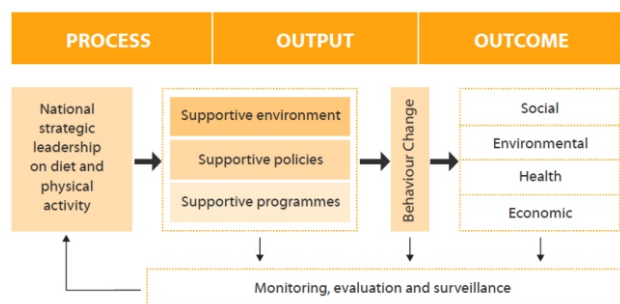 PROCESS
OUTPUT
OUTCOME
National
strategic
leadership
on diet and
physical
activity
Supportive environment
Supportive policies
Supportive programmes
Behaviour Change
Social
Environmental
Health
Economic
Monitoring, evaluation and surveillance